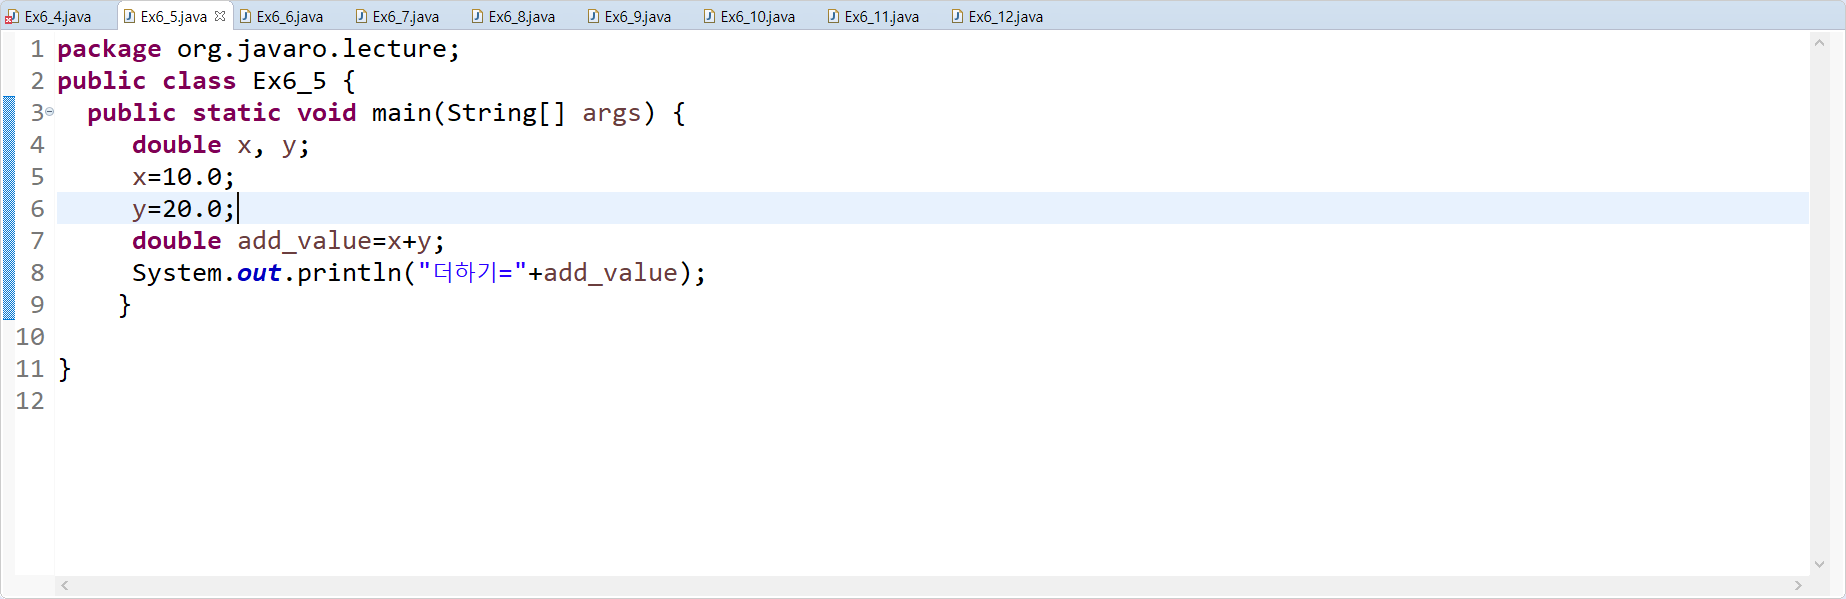 Ex6_4.java Ex6_5.java Ex6_6.java Ex6_7.java Ex6_8.java Ex6_9.java Ex6_10.java Ex6_11.java Ex6_12.java
1 package org.javaro.lecture;
2 public class Ex6_5 {
3 public static void main(String[] args) {
4 double x, y;
5 x=10.0;
6 y=20.0;
7 double add_value=x+y;
8 System.out.println("더하기="+add_value);
9 }
10
11 }
12